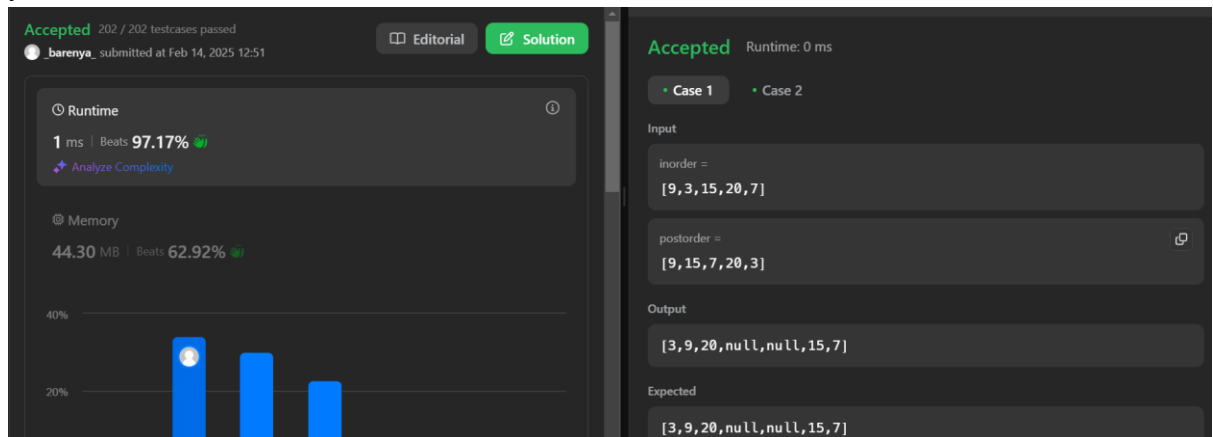 Accepted 202 / 202 testcases passed
_barenya_ submitted at Feb 14, 2025 12:51
Editorial
Solution
Runtime
1 ms | Beats 97.17%
Analyze Complexity
Memory
44.30 MB | Beats 62.92%
40%
20%
Accepted Runtime: 0 ms
• Case 1 • Case 2
Input
inorder =
[9,3,15,20,7]
postorder =
[9,15,7,20,3]
Output
[3,9,20,null,null,15,7]
Expected
[3,9,20,null,null,15,7]